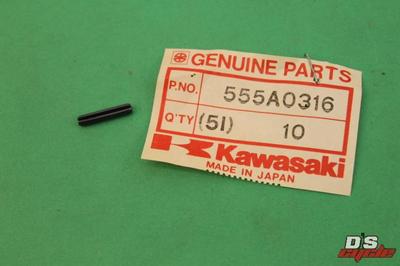 GENUINE PARTS
P.NO. 555A0316
Q'TY (51) 10
Kawasaki
MADE IN JAPAN
D's
cycle